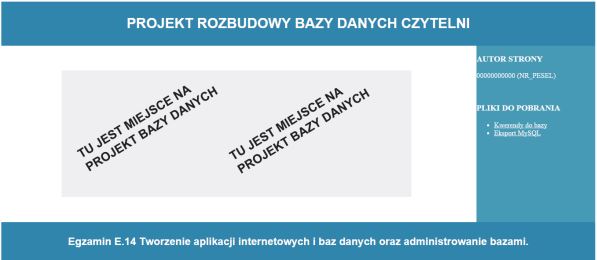 PROJEKT ROZBUDOWY BAZY DANYCH CZYTELNI
TU JEST MIEJSCE NA
PROJEKT BAZY DANYCH
TU JEST MIEJSCE NA
PROJEKT BAZY DANYCH
AUTOR STRONY
00000000000 (NR_PESEL)
PLIKI DO POBRANIA
Kwerendy do bazy
Eksport MySQL
Egzamin E.14 Tworzenie aplikacji internetowych i baz danych oraz administrowanie bazami.